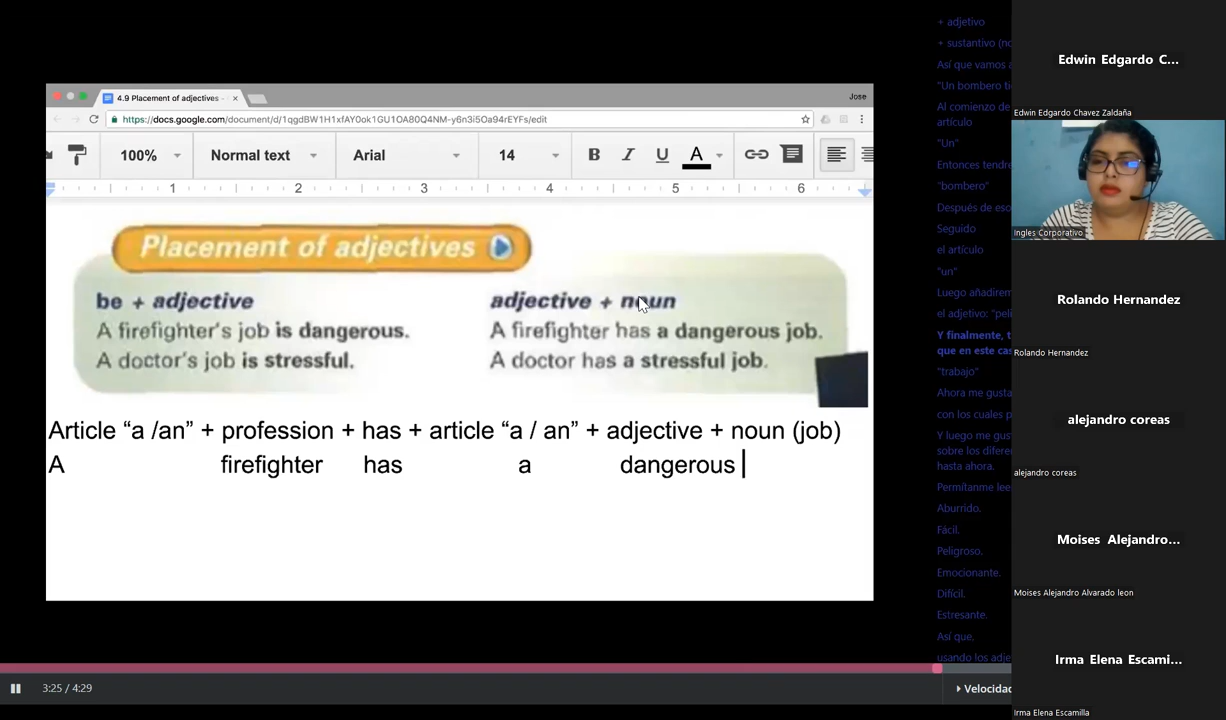 4.9 Placement of adjectives -
Jose
https://docs.google.com/document/d/1qgdBW1H1xfAY0ok1GU1OA80Q4NM-y6n3i5Oa94rEYFs/edit
100% Normal text Arial 14 B I U A
1 2 3 4 5 6
Placement of adjectives
be + adjective
A firefighter's job is dangerous.
A doctor's job is stressful.
adjective + noun
A firefighter has a dangerous job.
A doctor has a stressful job.
Article “a /an” + profession + has + article “a / an” + adjective + noun (job)
A firefighter has a dangerous
3:25 / 4:29
Velocidad
+ adjetivo
+ sustantivo (no
Así que vamos a
"Un bombero ti
Al comienzo de
artículo
"Un"
Entonces tendre
"bombero"
Después de eso
Seguido
el artículo
"un"
Luego añadirem
el adjetivo: "peli
Y finalmente, t
que en este cas
"trabajo"
Ahora me gusta
con los cuales p
Y luego me gus
sobre los difere
hasta ahora.
Permítanme lee
Aburrido.
Fácil.
Peligroso.
Emocionante.
Difícil.
Estresante.
Así que,
usando los adje
Edwin Edgardo C...
Edwin Edgardo Chavez Zaldaña
Ingles Corporativo
Rolando Hernandez
Rolando Hernandez
alejandro coreas
alejandro coreas
Moises Alejandro...
Moises Alejandro Alvarado leon
Irma Elena Escami...
Irma Elena Escamilla